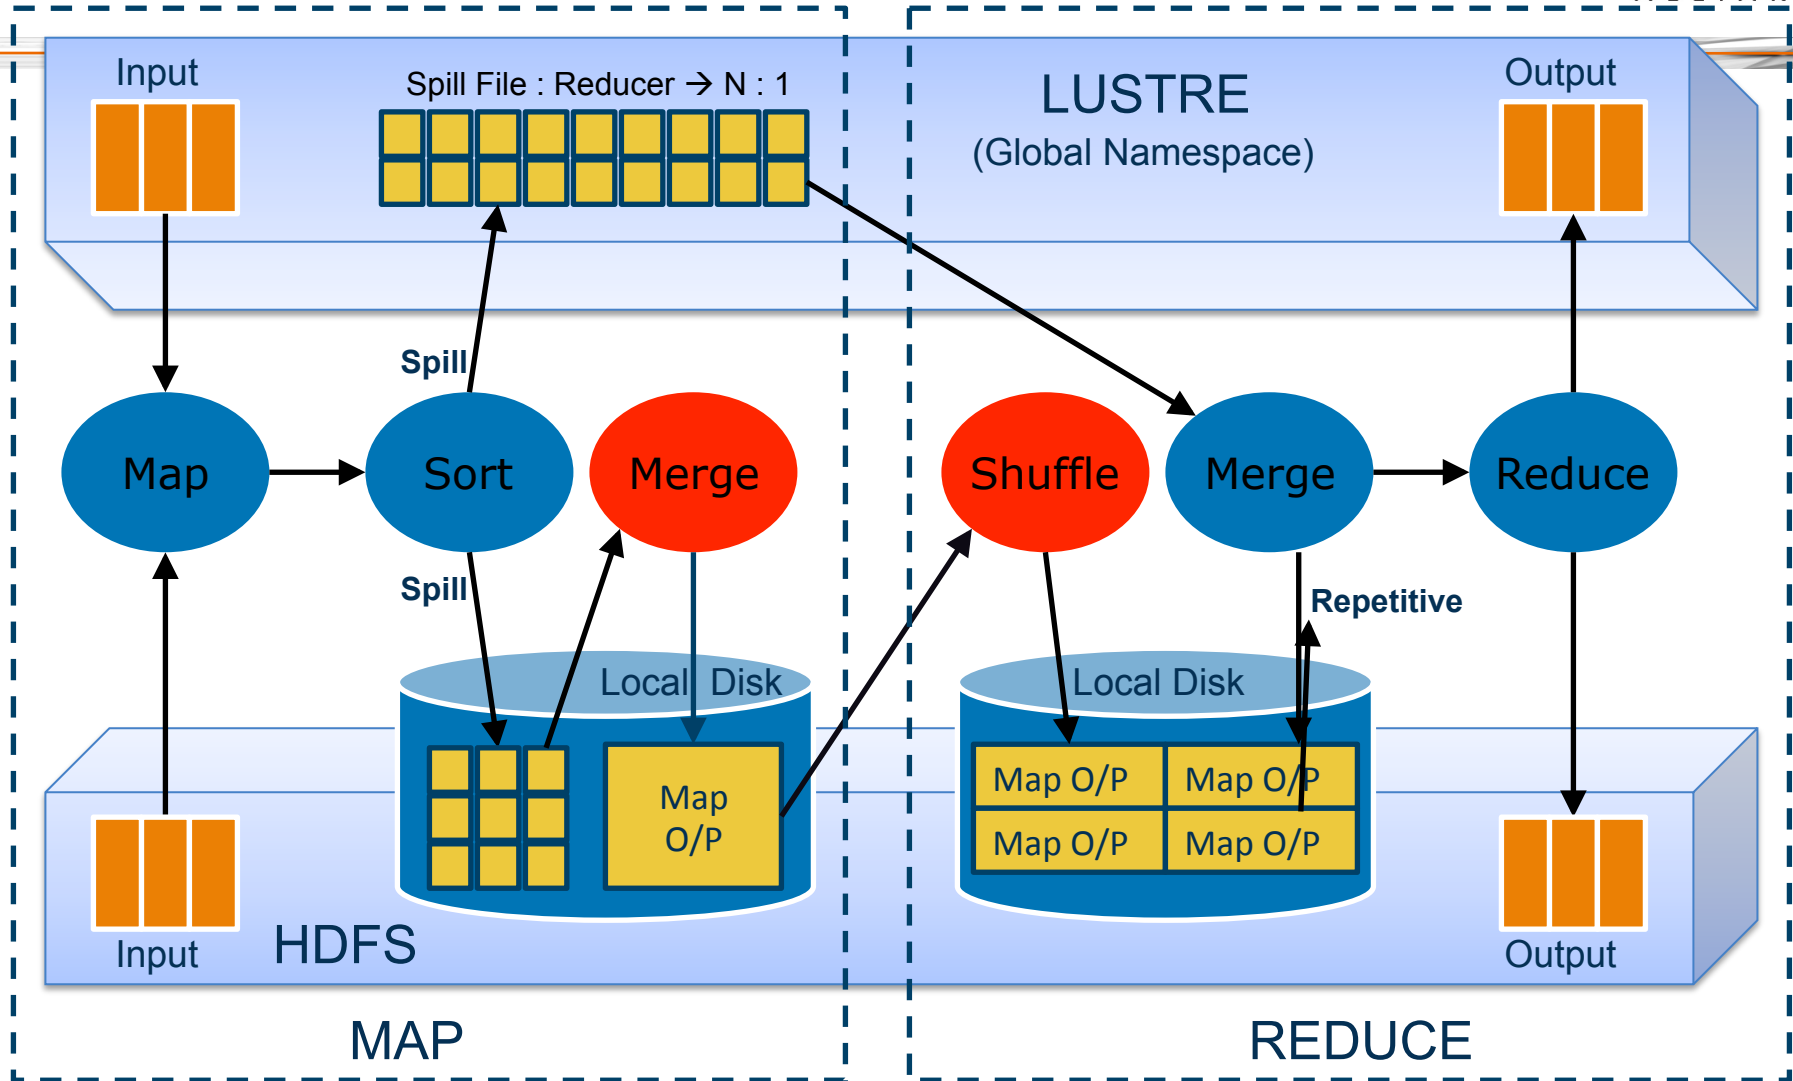 Input
Spill File : Reducer → N : 1
LUSTRE
(Global Namespace)
Output
Spill
Map
Sort
Merge
Shuffle
Merge
Reduce
Spill
Repetitive
Local Disk
Local Disk
Map
O/P
Map O/P
Map O/P
Map O/P
Map O/P
Input
HDFS
Output
MAP
REDUCE